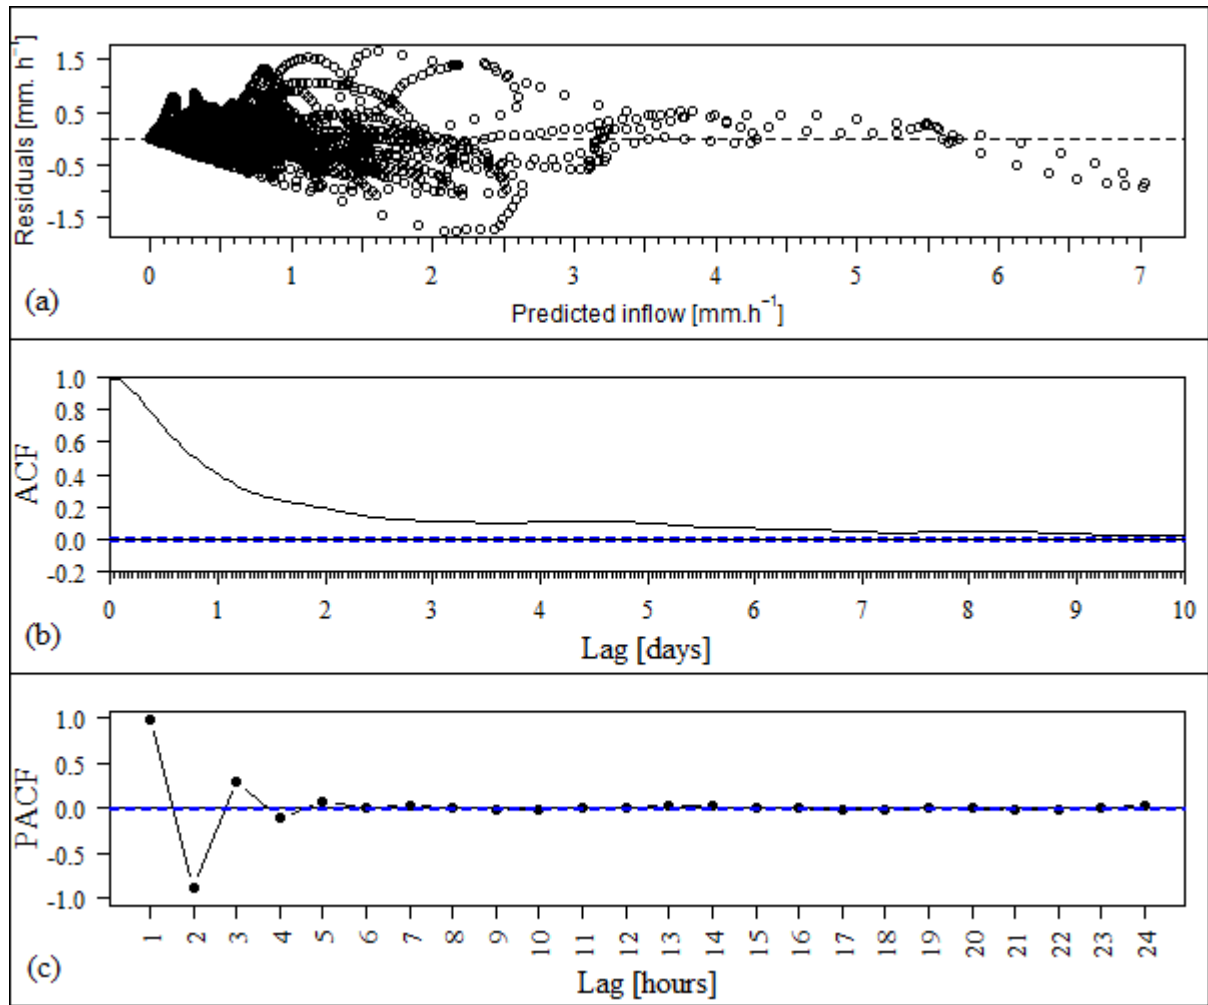 Residuals [mm. h⁻¹]
1.5
0.5
-0.5
-1.5
0 1 2 3 4 5 6 7
(a)
Predicted inflow [mm.h⁻¹]
ACF
1.0
0.8
0.6
0.4
0.2
0.0
-0.2
0 1 2 3 4 5 6 7 8 9 10
(b)
Lag [days]
PACF
1.0
0.5
0.0
-0.5
-1.0
1 2 3 4 5 6 7 8 9 10 11 12 13 14 15 16 17 18 19 20 21 22 23 24
(c)
Lag [hours]